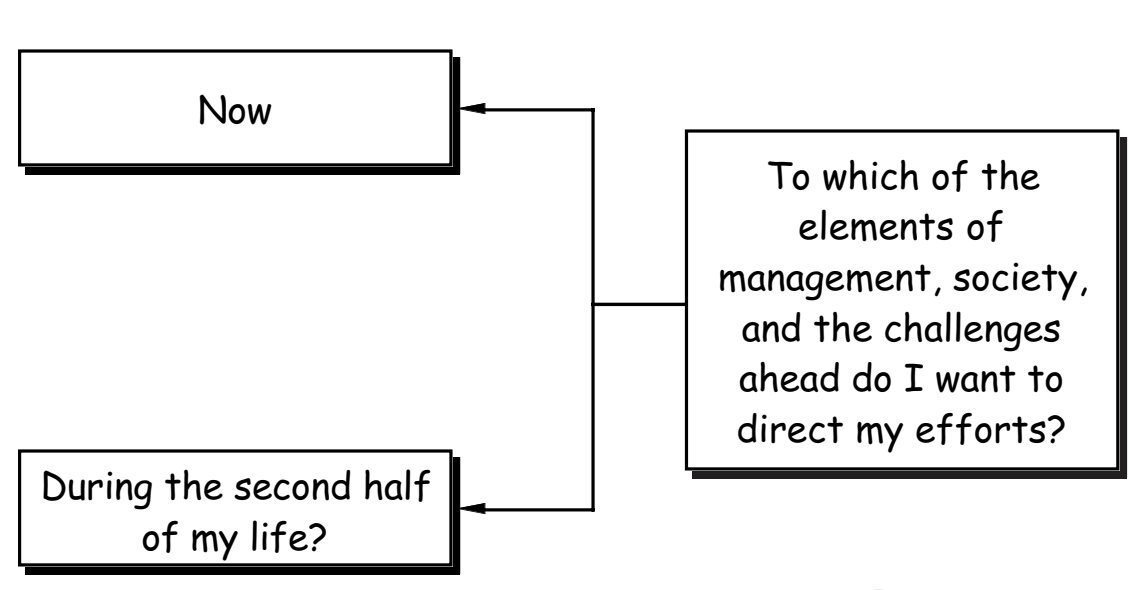 Now
To which of the
elements of
management, society,
and the challenges
ahead do I want to
direct my efforts?
During the second half
of my life?